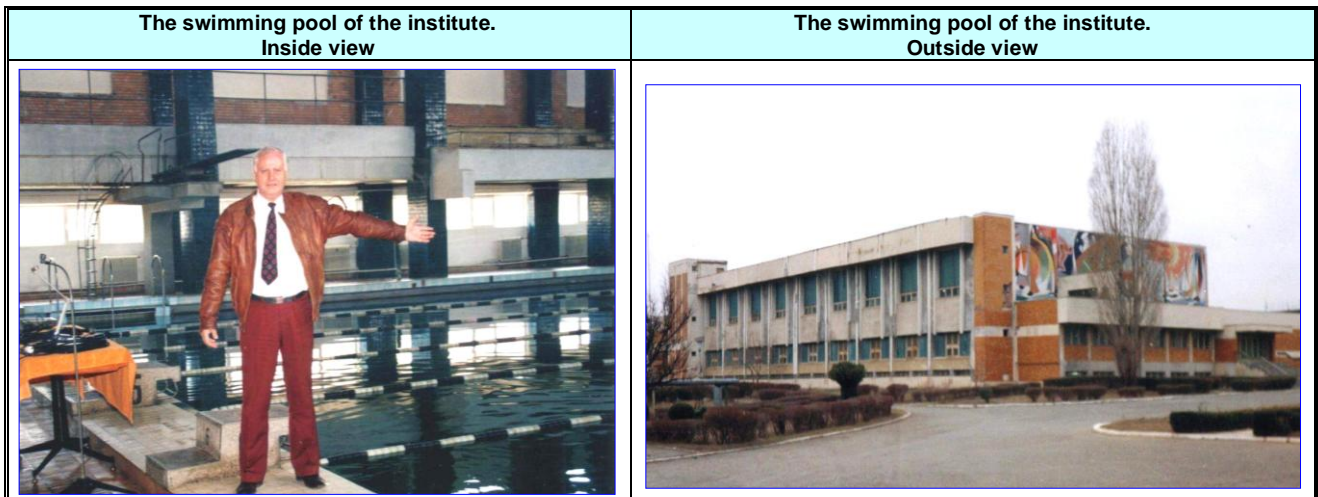 The swimming pool of the institute.
Inside view
The swimming pool of the institute.
Outside view